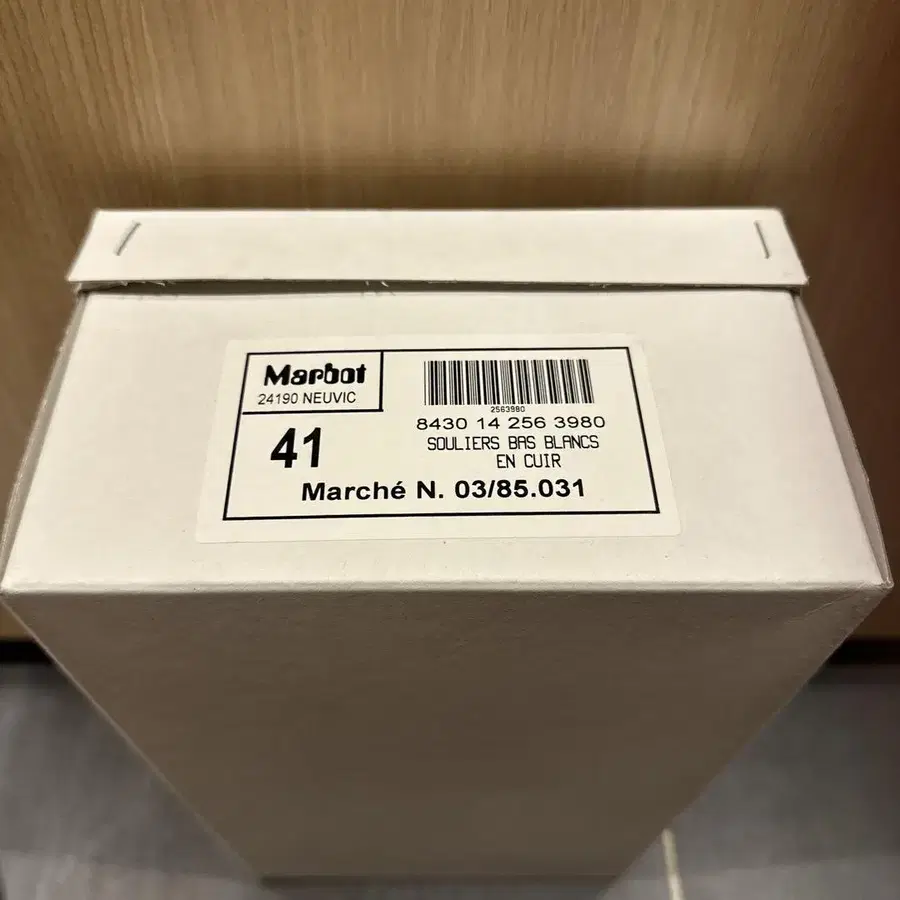 Marbot
24190 NEUVIC
41
2563980
8430 14 256 3980
SOULIERS BAS BLANCS
EN CUIR
Marché N. 03/85.031